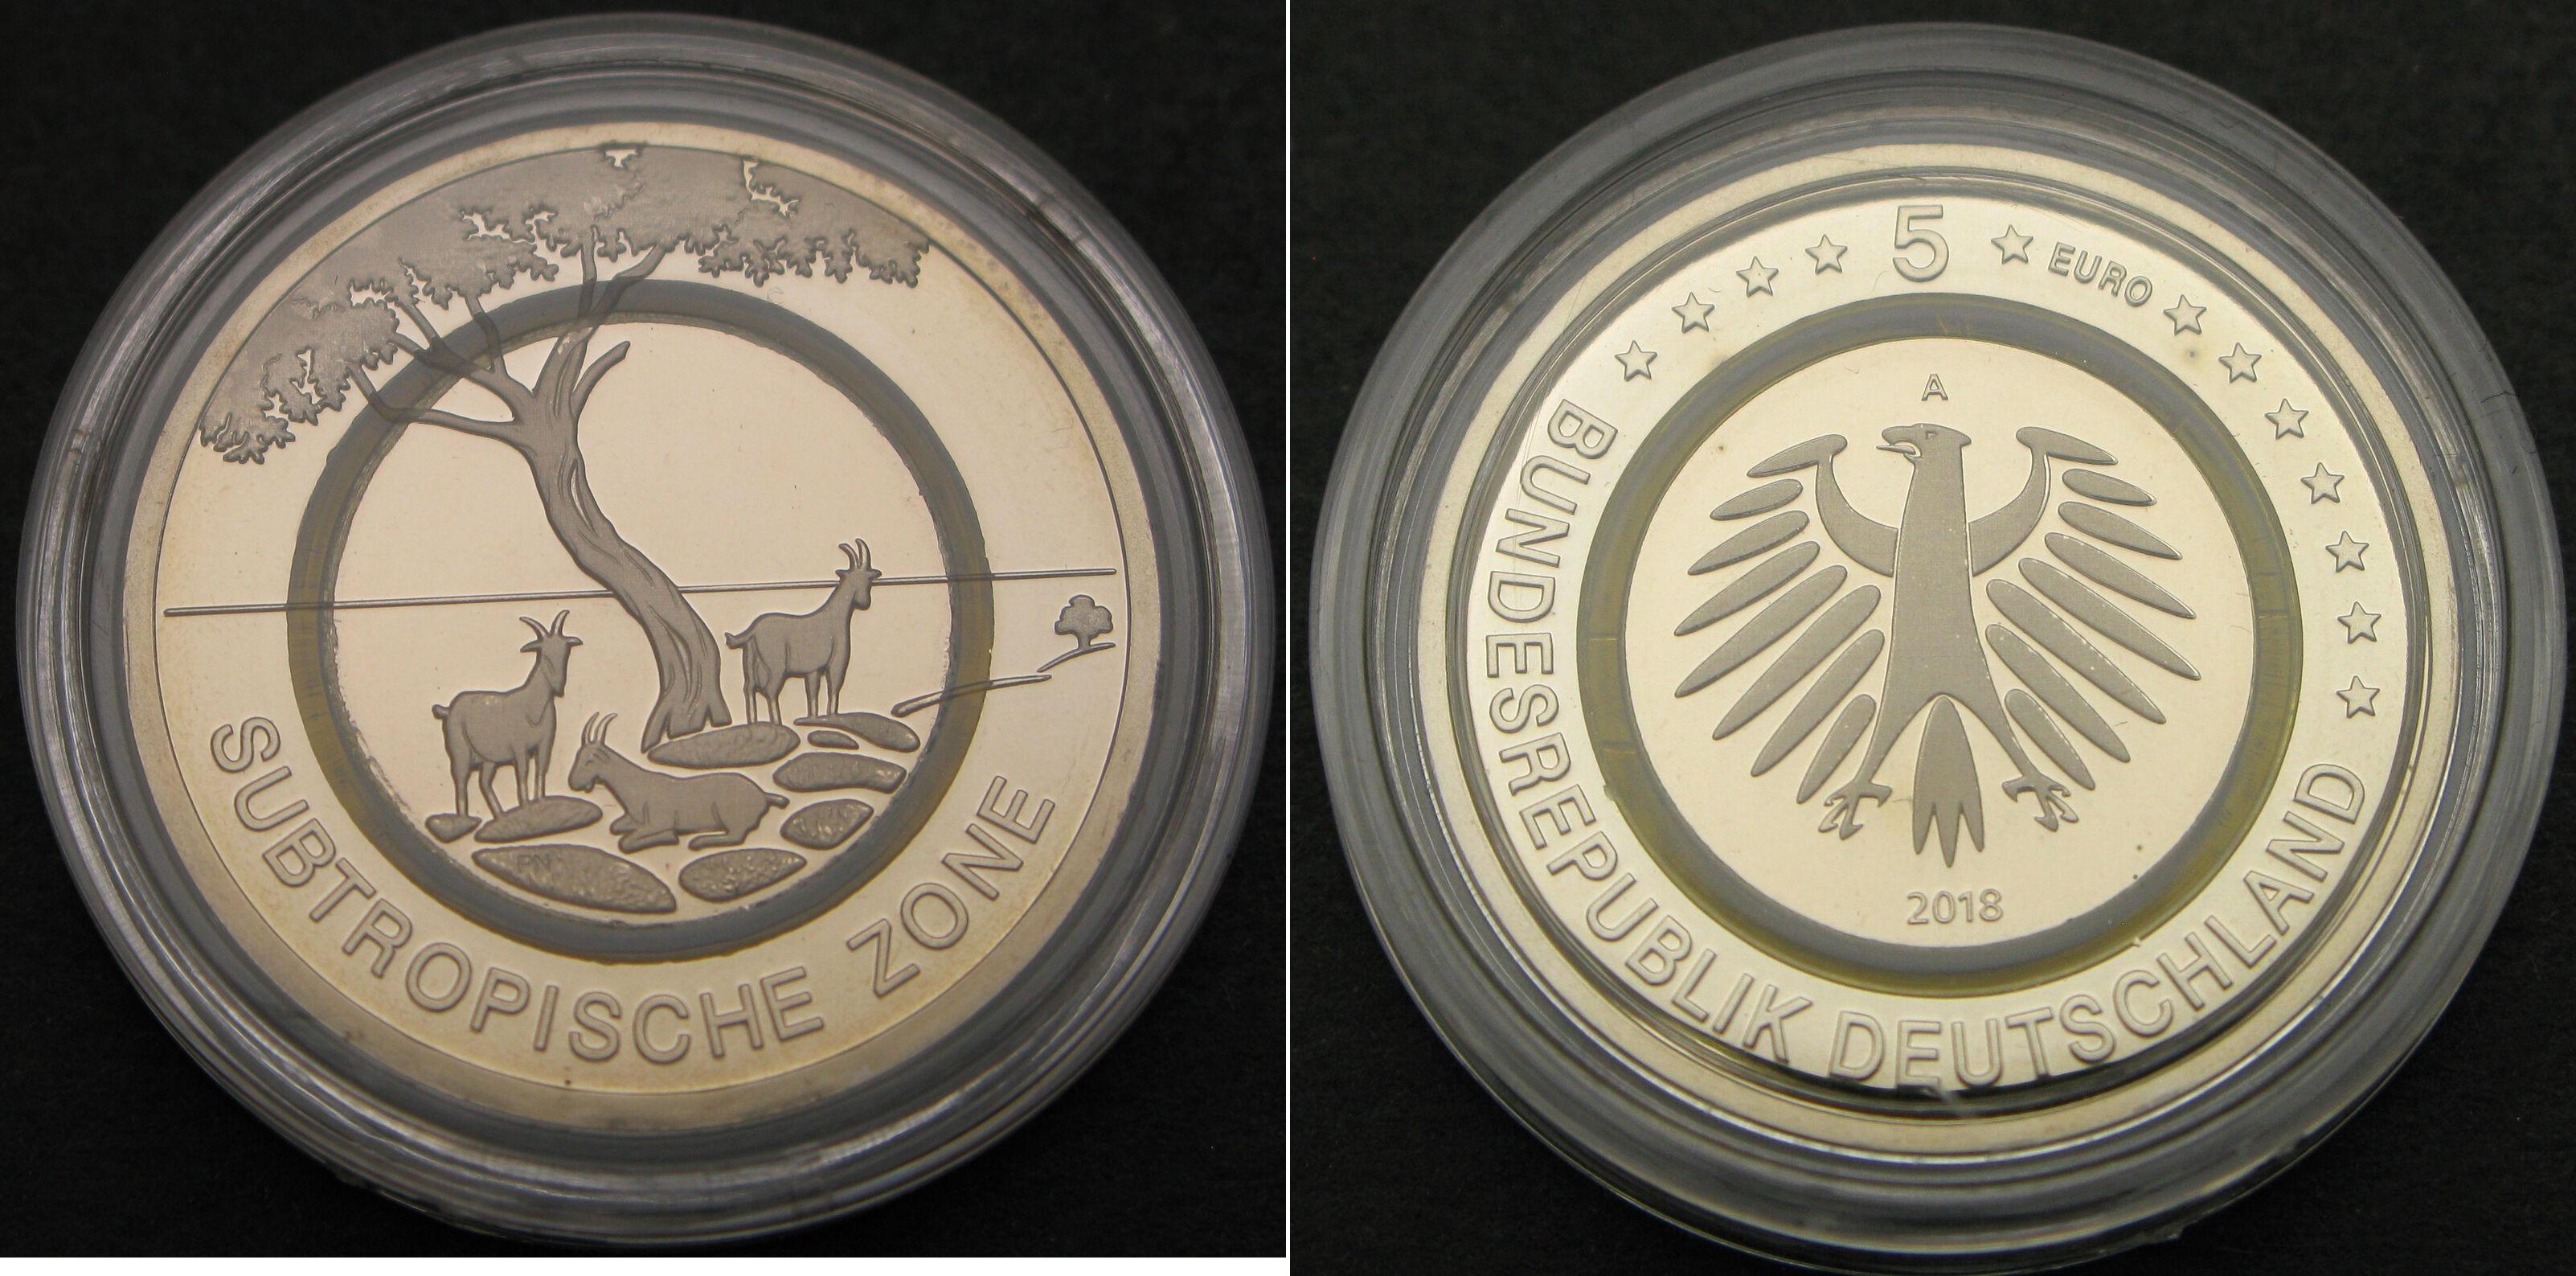 SUBTROPISCHE ZONE
5 EURO
A
2018
BUNDESREPUBLIK DEUTSCHLAND